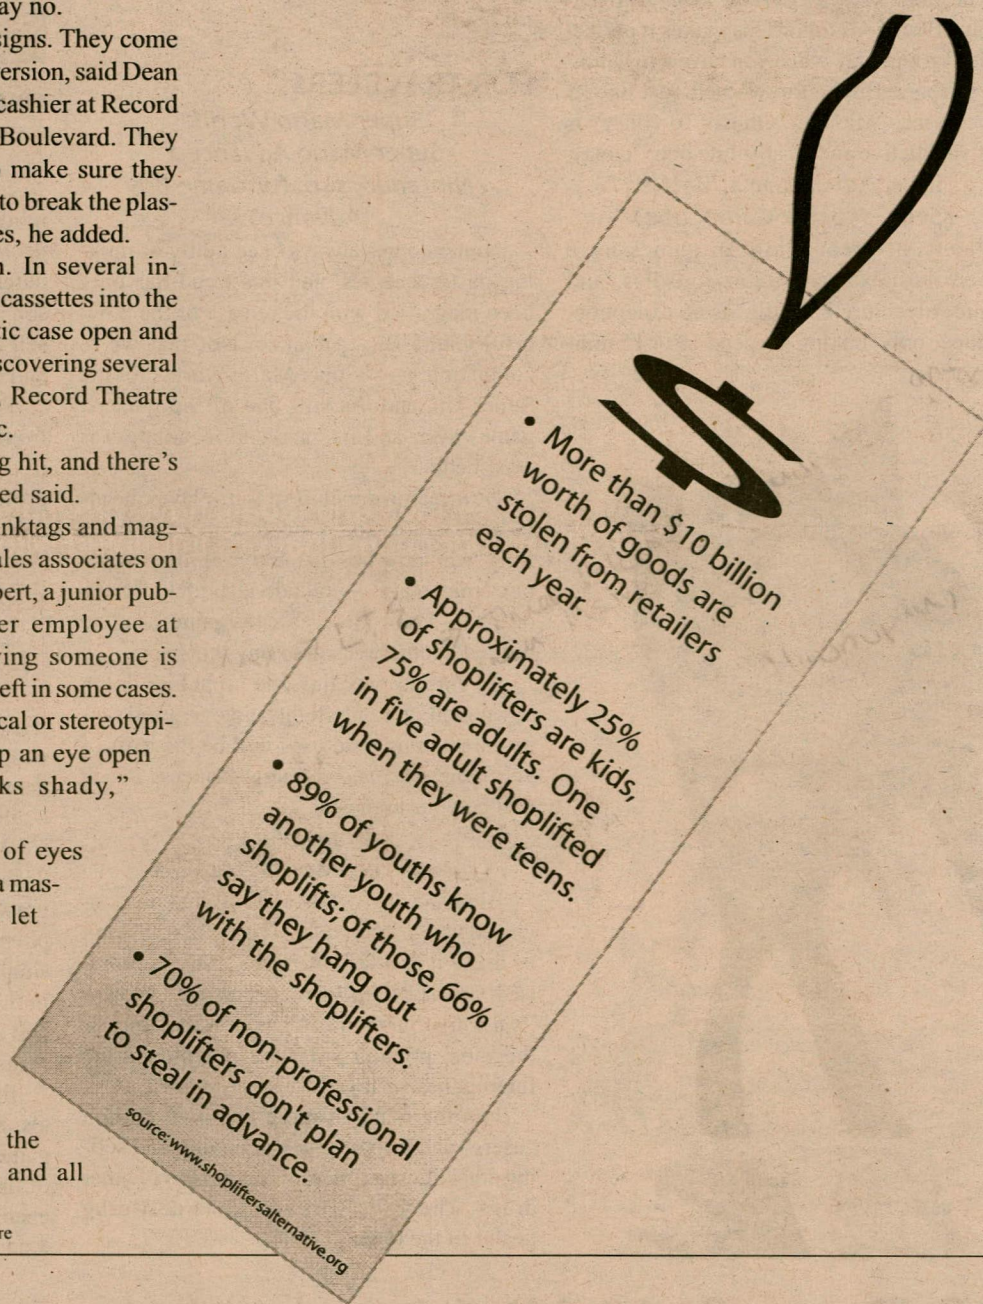 ay no.
signs. They come
ersion, said Dean
cashier at Record
Boulevard. They
make sure they
to break the plas-
es, he added.
n. In several in-
cassettes into the
tic case open and
scovering several
Record Theatre
c.
g hit, and there's
ed said.
nktags and mag-
ales associates on
pert, a junior pub-
er employee at
ving someone is
eft in some cases.
cal or stereotypi-
p an eye open
ks shady,"
of eyes
a mas-
let
the
and all
re
$
• More than $10 billion
worth of goods are
stolen from retailers
each year.
• Approximately 25%
of shoplifters are kids,
75% are adults. One
in five adult shoplifted
when they were teens.
• 89% of youths know
another youth who
shoplifts; of those, 66%
say they hang out
with the shoplifters.
• 70% of non-professional
shoplifters don't plan
to steal in advance.
source: www.shopliftersalternative.org